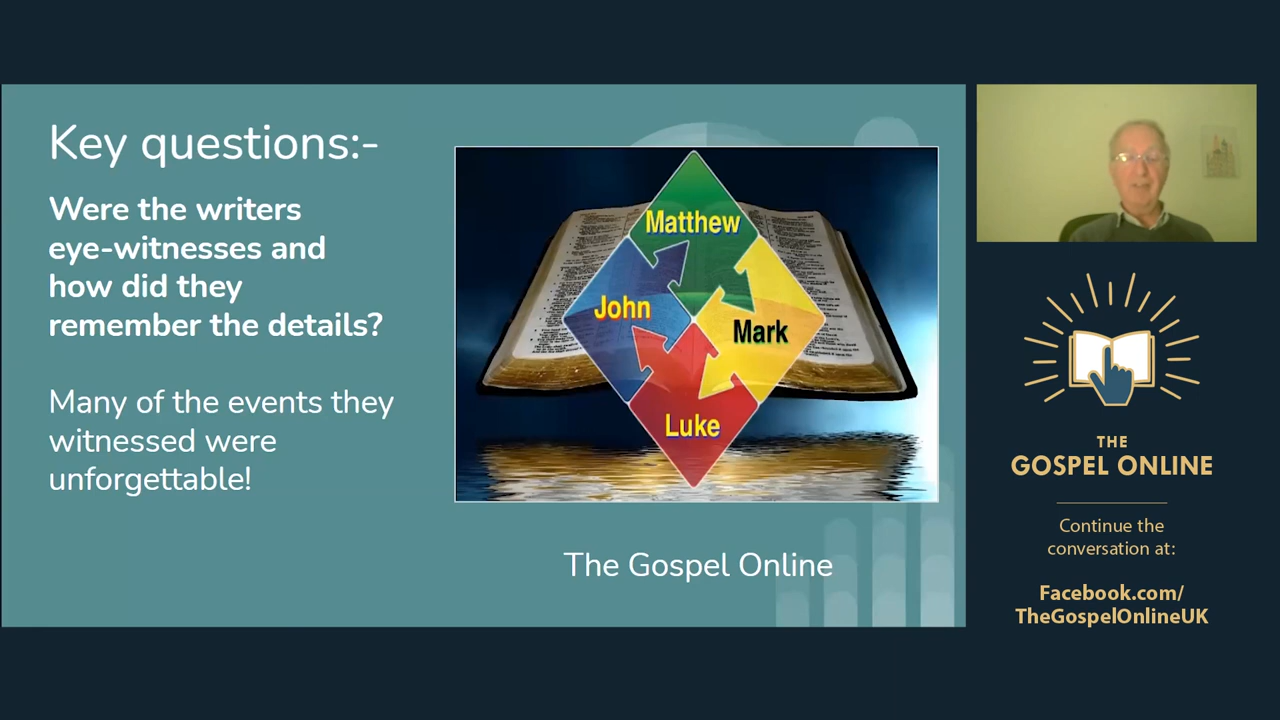 Key questions:-
Were the writers
eye-witnesses and
how did they
remember the details?
Many of the events they
witnessed were
unforgettable!
Matthew
John
Mark
Luke
The Gospel Online
THE
GOSPEL ONLINE
Continue the
conversation at:
Facebook.com/
TheGospelOnlineUK